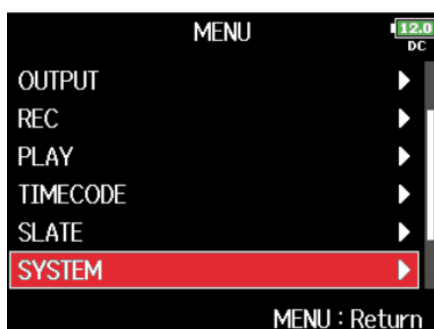 MENU
12.0
DC
OUTPUT
REC
PLAY
TIMECODE
SLATE
SYSTEM
MENU : Return